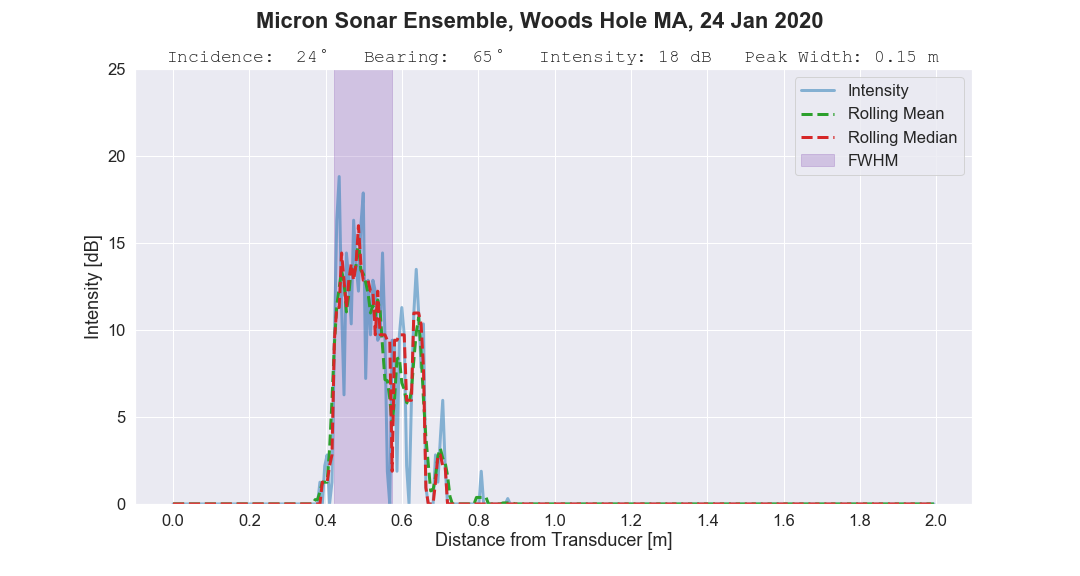 Micron Sonar Ensemble, Woods Hole MA, 24 Jan 2020
Incidence:  24°   Bearing:  65°   Intensity: 18 dB   Peak Width: 0.15 m
Intensity
Rolling Mean
Rolling Median
FWHM
25
20
15
10
5
0
Intensity [dB]
0.0 0.2 0.4 0.6 0.8 1.0 1.2 1.4 1.6 1.8 2.0
Distance from Transducer [m]